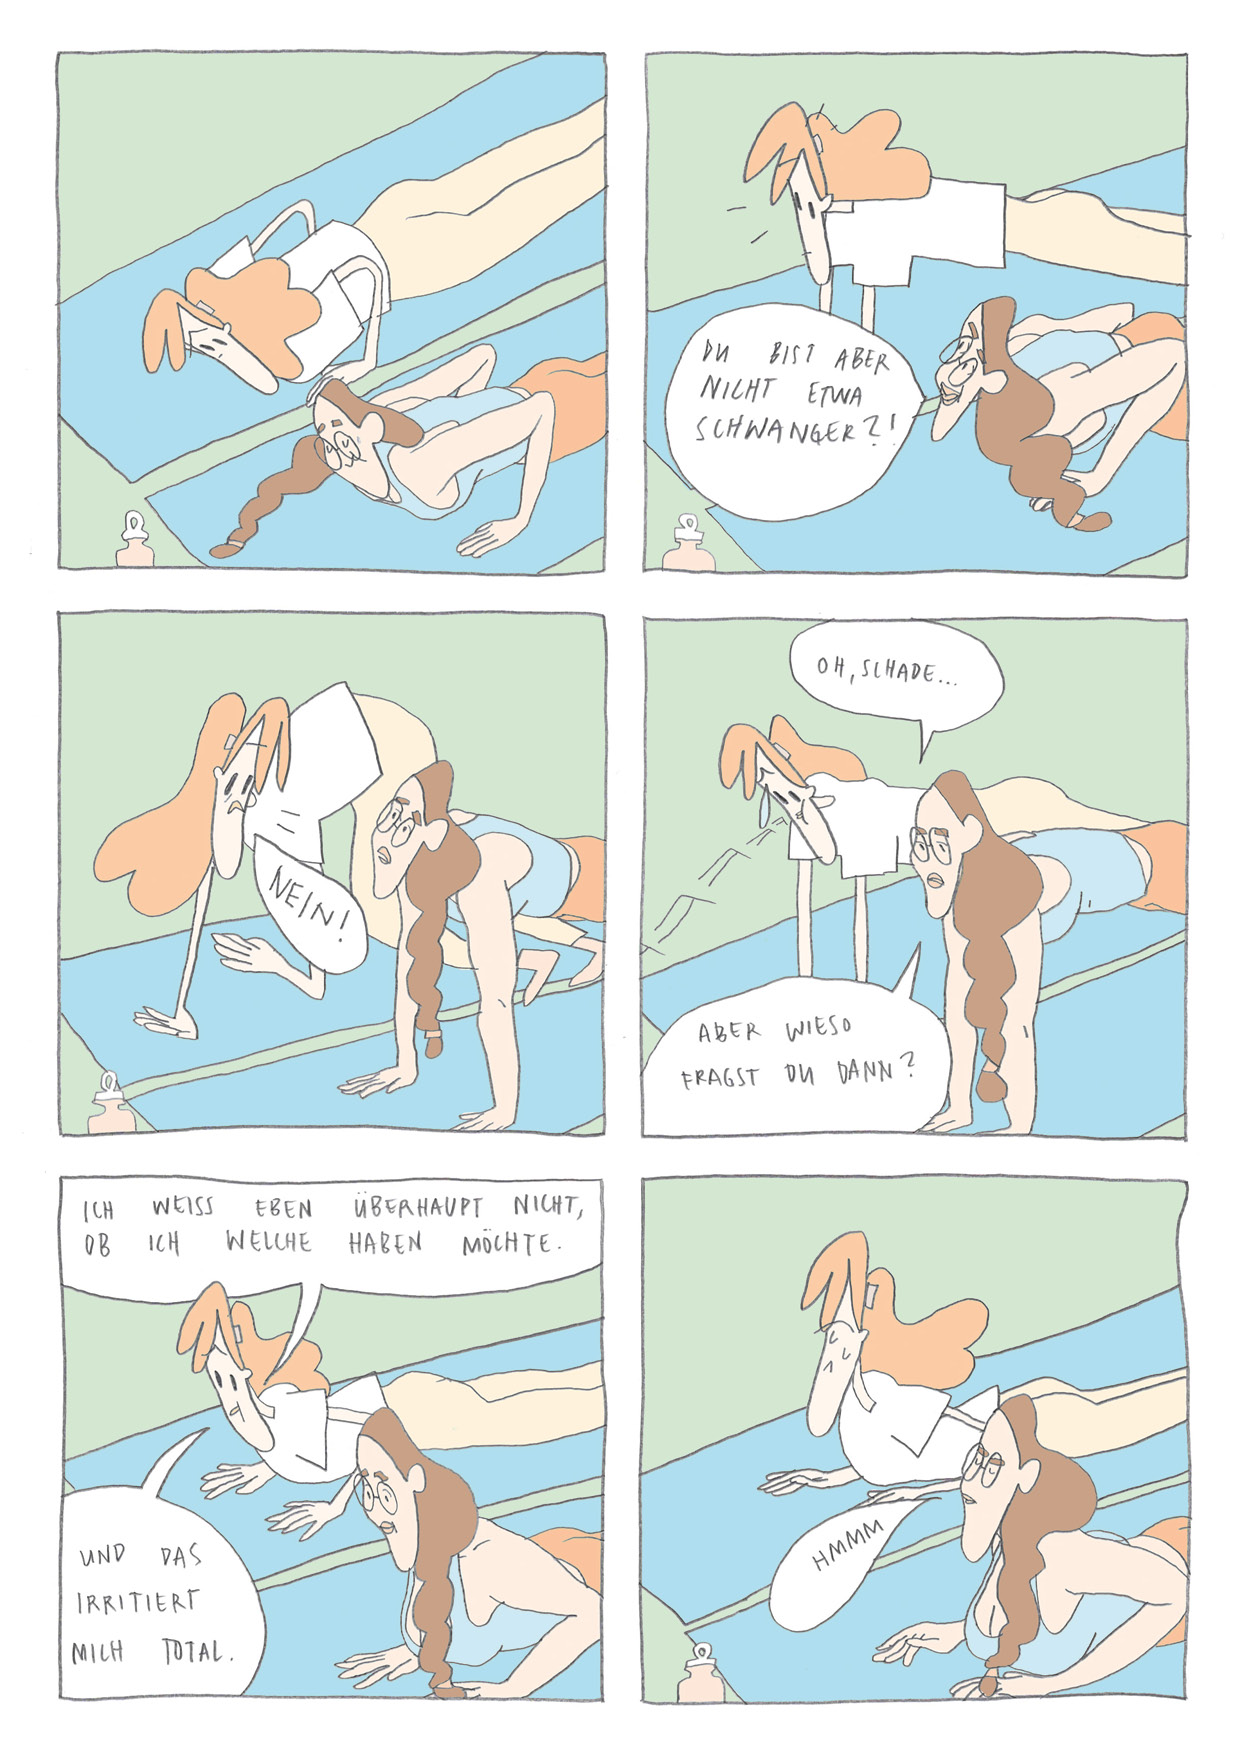 DU BIST ABER
NICHT ETWA
SCHWANGER?!
NEIN!
OH, SCHADE...
ABER WIESO
FRAGST DU DANN?
ICH WEISS EBEN ÜBERHAUPT NICHT,
OB ICH WELCHE HABEN MÖCHTE.
UND DAS
IRRITIERT
MICH TOTAL.
HMMM